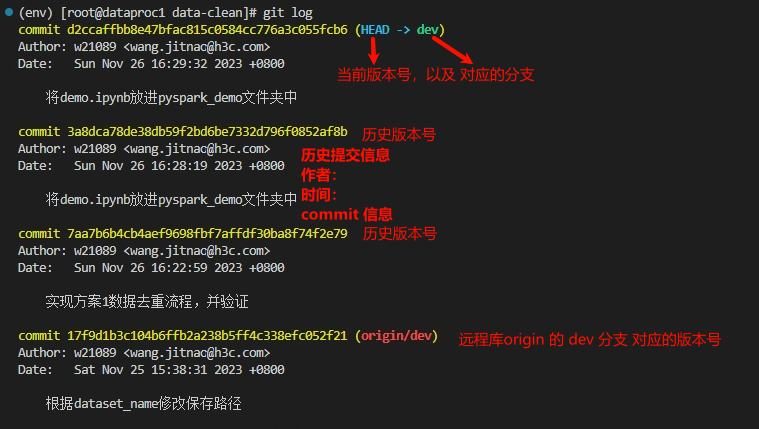 (env) [root@dataproc1 data-clean]# git log
commit d2ccaffbb8e47bfac815c0584cc776a3c055fcb6 (HEAD -> dev)
Author: w21089 <wang.jitnac@h3c.com>
Date:   Sun Nov 26 16:29:32 2023 +0800
当前版本号，以及 对应的分支
将demo.ipynb放进pyspark_demo文件夹中
commit 3a8dca78de38db59f2bd6be7332d796f0852af8b 历史版本号
Author: w21089 <wang.jitnac@h3c.com>
历史提交信息
Date:   Sun Nov 26 16:28:19 2023 +0800
作者：
时间：
将demo.ipynb放进pyspark_demo文件夹中
commit 信息
commit 7aa7b6b4cb4aef9698fbf7affdf30ba8f74f2e79 历史版本号
Author: w21089 <wang.jitnac@h3c.com>
Date:   Sun Nov 26 16:22:59 2023 +0800
实现方案1数据去重流程，并验证
commit 17f9d1b3c104b6ffb2a238b5ff4c338efc052f21 (origin/dev) 远程库origin 的 dev 分支 对应的版本号
Author: w21089 <wang.jitnac@h3c.com>
Date:   Sat Nov 25 15:38:31 2023 +0800
根据dataset_name修改保存路径